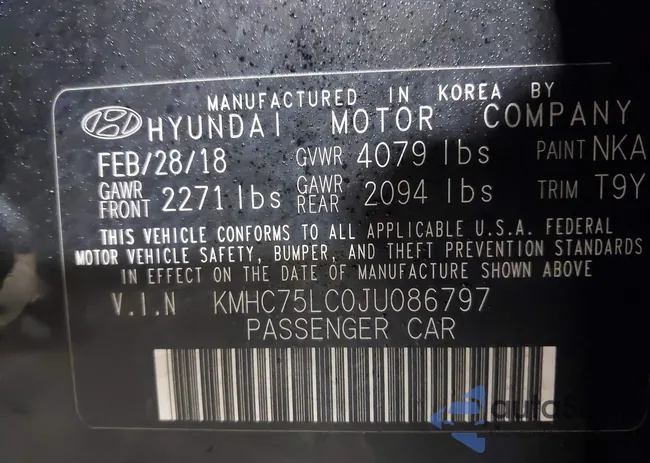 MANUFACTURED IN KOREA BY
HYUNDAI MOTOR COMPANY
FEB/28/18 GVWR 4079 lbs PAINT NKA
GAWR FRONT 2271 lbs GAWR REAR 2094 lbs TRIM T9Y
THIS VEHICLE CONFORMS TO ALL APPLICABLE U.S.A. FEDERAL
MOTOR VEHICLE SAFETY, BUMPER, AND THEFT PREVENTION STANDARDS
IN EFFECT ON THE DATE OF MANUFACTURE SHOWN ABOVE
V.I.N KMHC75LC0JU086797
PASSENGER CAR